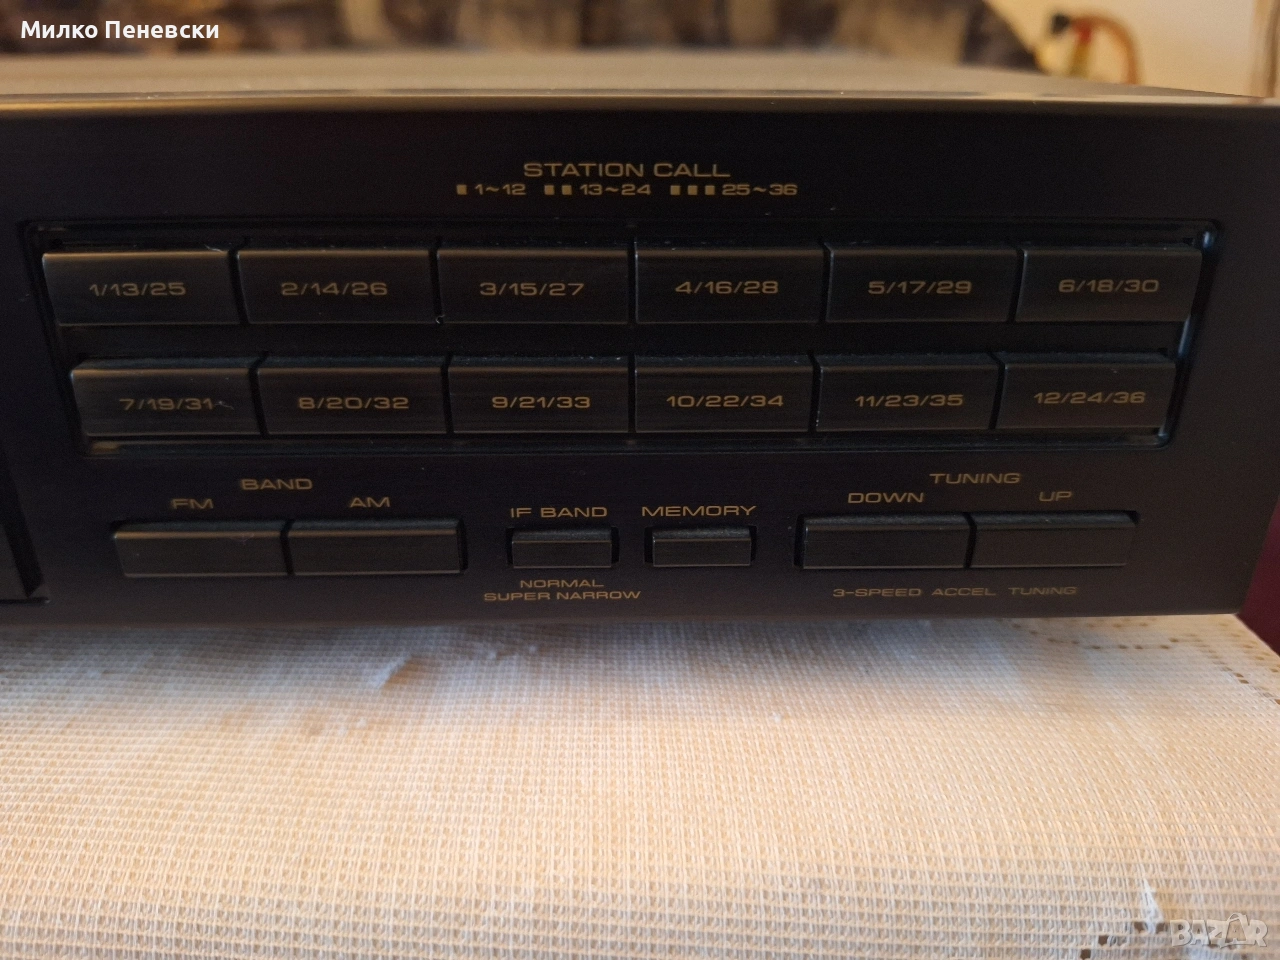 Милко Пеневски
STATION CALL
1~12 13~24 25~36
1/13/25 2/14/26 3/15/27 4/16/28 5/17/29 6/18/30
7/19/31 8/20/32 9/21/33 10/22/34 11/23/35 12/24/36
BAND
FM AM
IF BAND
NORMAL
SUPER NARROW
MEMORY
TUNING
DOWN UP
3-SPEED ACCEL TUNING
BAZAR